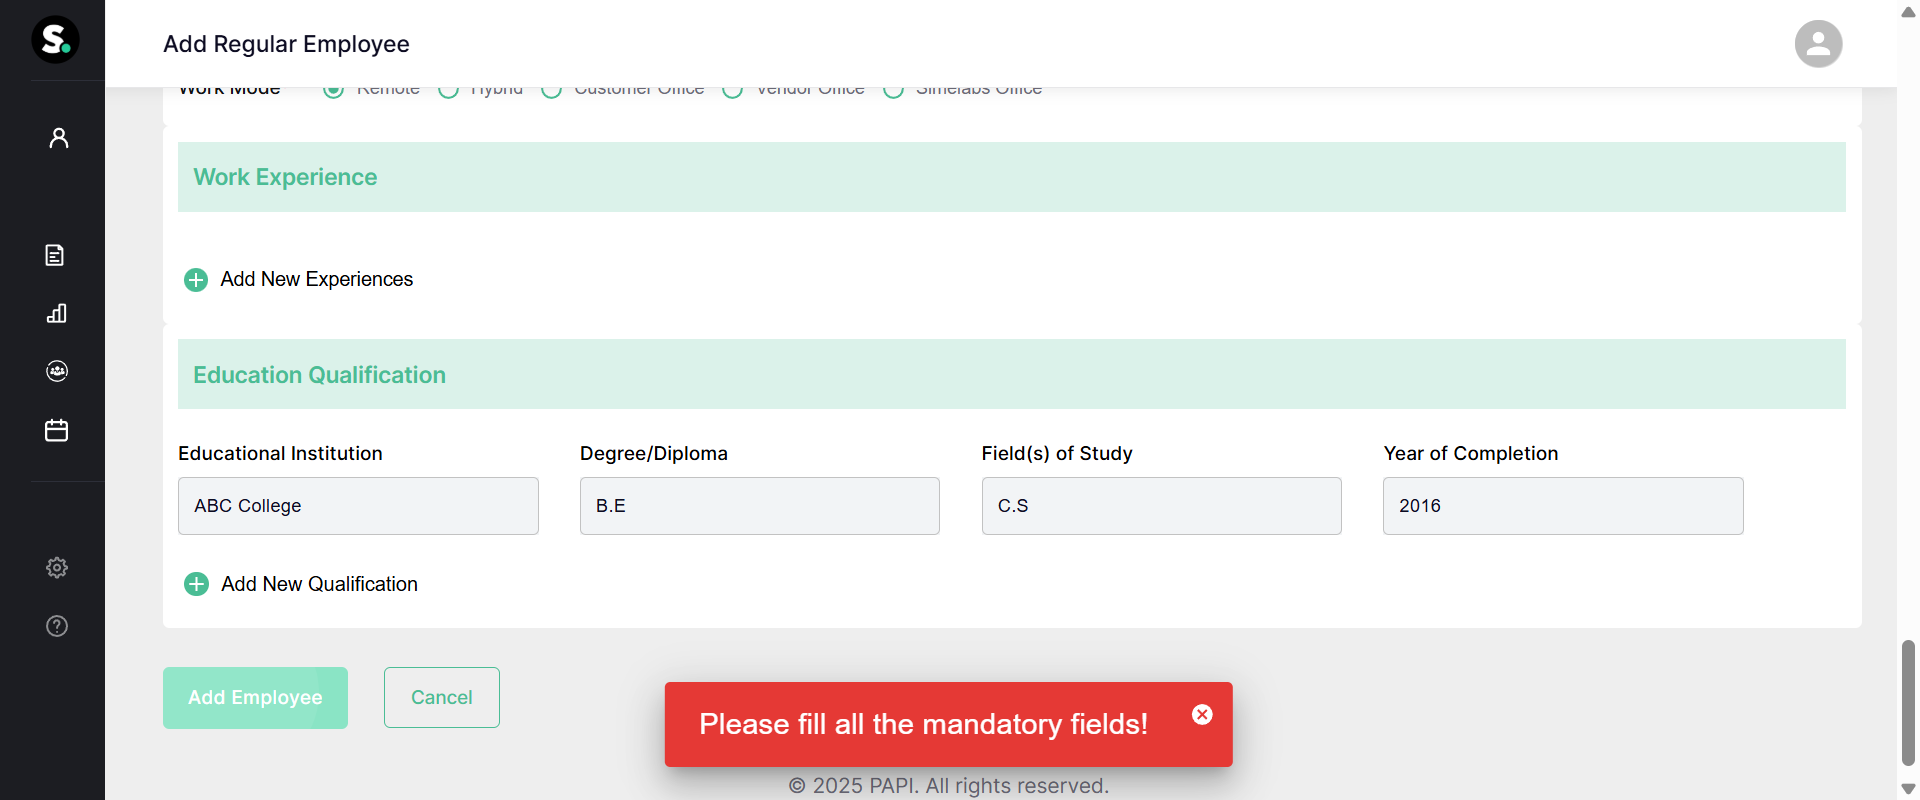 S.
Add Regular Employee
Work Mode Remote Hybrid Customer Office Vendor Office Simelabs Office
Work Experience
Add New Experiences
Education Qualification
Educational Institution Degree/Diploma Field(s) of Study Year of Completion
ABC College B.E C.S 2016
Add New Qualification
Add Employee Cancel
Please fill all the mandatory fields!
© 2025 PAPI. All rights reserved.